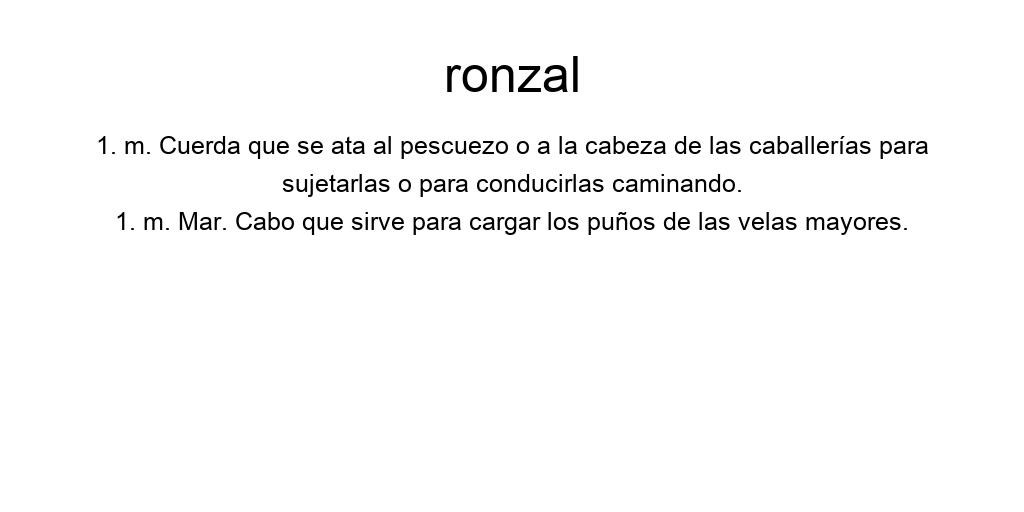 ronzal
1. m. Cuerda que se ata al pescuezo o a la cabeza de las caballerías para
sujetarlas o para conducirlas caminando.
1. m. Mar. Cabo que sirve para cargar los puños de las velas mayores.